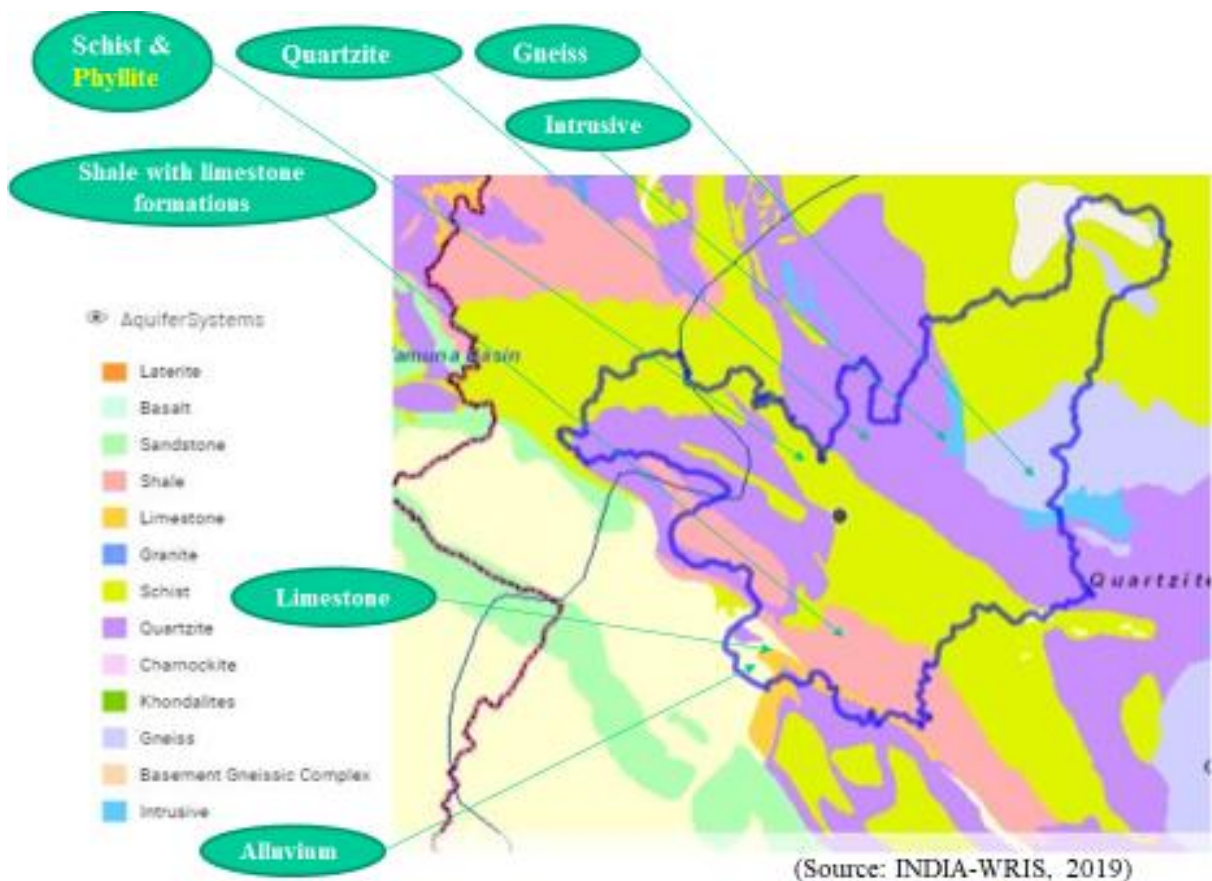 Schist &
Phyllite
Quartzite
Gneiss
Intrusive
Shale with limestone
formations
AquiferSystems
Laterite
Basalt
Sandstone
Shale
Limestone
Granite
Schist
Quartzite
Charnockite
Khondalites
Gneiss
Basement Gneissic Complex
Intrusive
Yamuna Basin
Quartzite
Limestone
Alluvium
(Source: INDIA-WRIS, 2019)